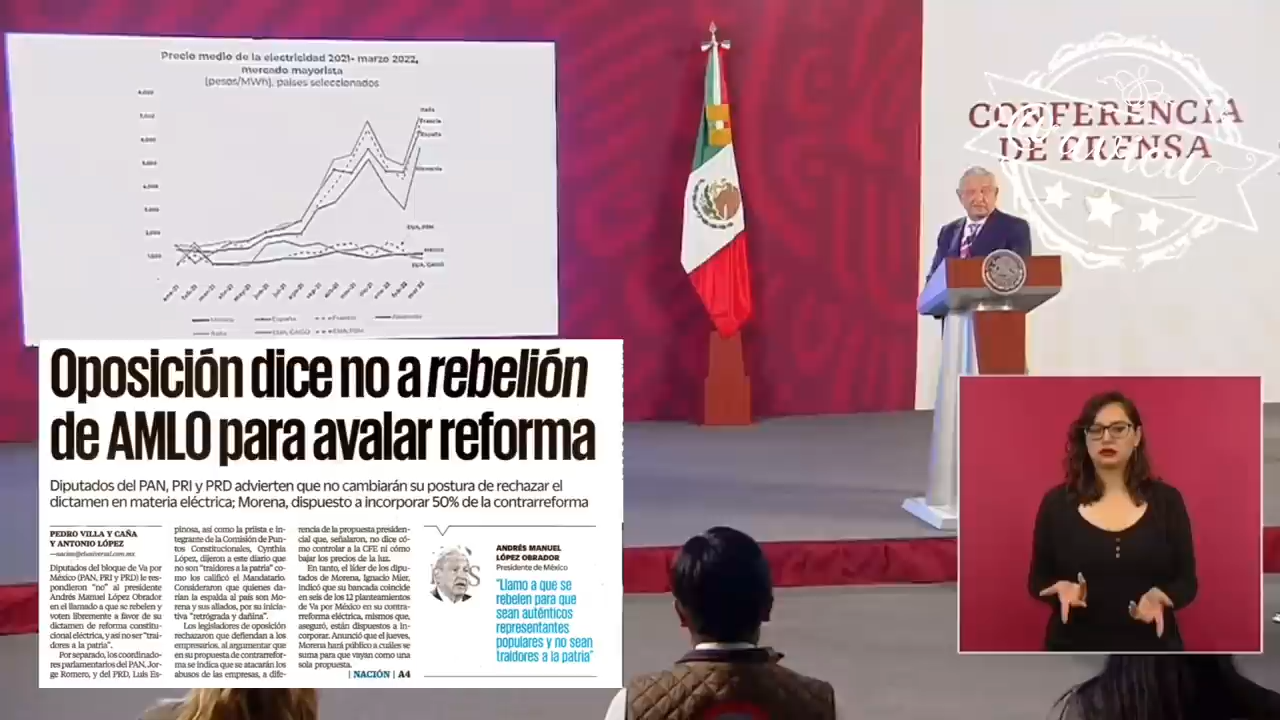 Precio medio de la electricidad 2021- marzo 2022,
mercado mayorista
(pesos/MWh), países seleccionados
Italia
Francia
España
Alemania
México
CONFERENCIA
DE PRENSA
Oposición dice no a rebelión
de AMLO para avalar reforma
Diputados del PAN, PRI y PRD advierten que no cambiarán su postura de rechazar el
dictamen en materia eléctrica; Morena, dispuesto a incorporar 50% de la contrarreforma
PEDRO VILLA Y CAÑA
Y ANTONIO LÓPEZ
—nacion@eluniversal.com.mx
Diputados del bloque de Va por
México (PAN, PRI y PRD) le res-
pondieron "no" al presidente
Andrés Manuel López Obrador
en el llamado a que se rebelen y
voten libremente a favor de su
dictamen de reforma constitu-
cional eléctrica, y así no ser "trai-
dores a la patria".
Por separado, los coordinado-
res parlamentarios del PAN, Jor-
ge Romero, y del PRD, Luis Es-
pinosa, así como la priista e in-
tegrante de la Comisión de Pun-
tos Constitucionales, Cynthia
López, dijeron a este diario que
no son "traidores a la patria" co-
mo los calificó el Mandatario.
Consideraron que quienes da-
rían la espalda al país son Mo-
rena y sus aliados, por su inicia-
tiva "retrógrada y dañina".
Los legisladores de oposición
rechazaron que defiendan a los
empresarios, al argumentar que
en su propuesta de contrarrefor-
ma se indica que se atacarán los
abusos de las empresas, a dife-
rencia de la propuesta presiden-
cial que, señalaron, no dice có-
mo controlar a la CFE ni cómo
bajar los precios de la luz.
En tanto, el líder de los dipu-
tados de Morena, Ignacio Mier,
indicó que su bancada coincide
en seis de los 12 planteamientos
de Va por México en su contra-
rreforma eléctrica, mismos que,
aseguró, están dispuestos a in-
corporar. Anunció que el jueves,
Morena hará público a cuáles se
suma para que vayan como una
sola propuesta.
| NACIÓN | A4
ANDRÉS MANUEL
LÓPEZ OBRADOR
Presidente de México
"Llamo a que se
rebelen para que
sean auténticos
representantes
populares y no sean
traidores a la patria"